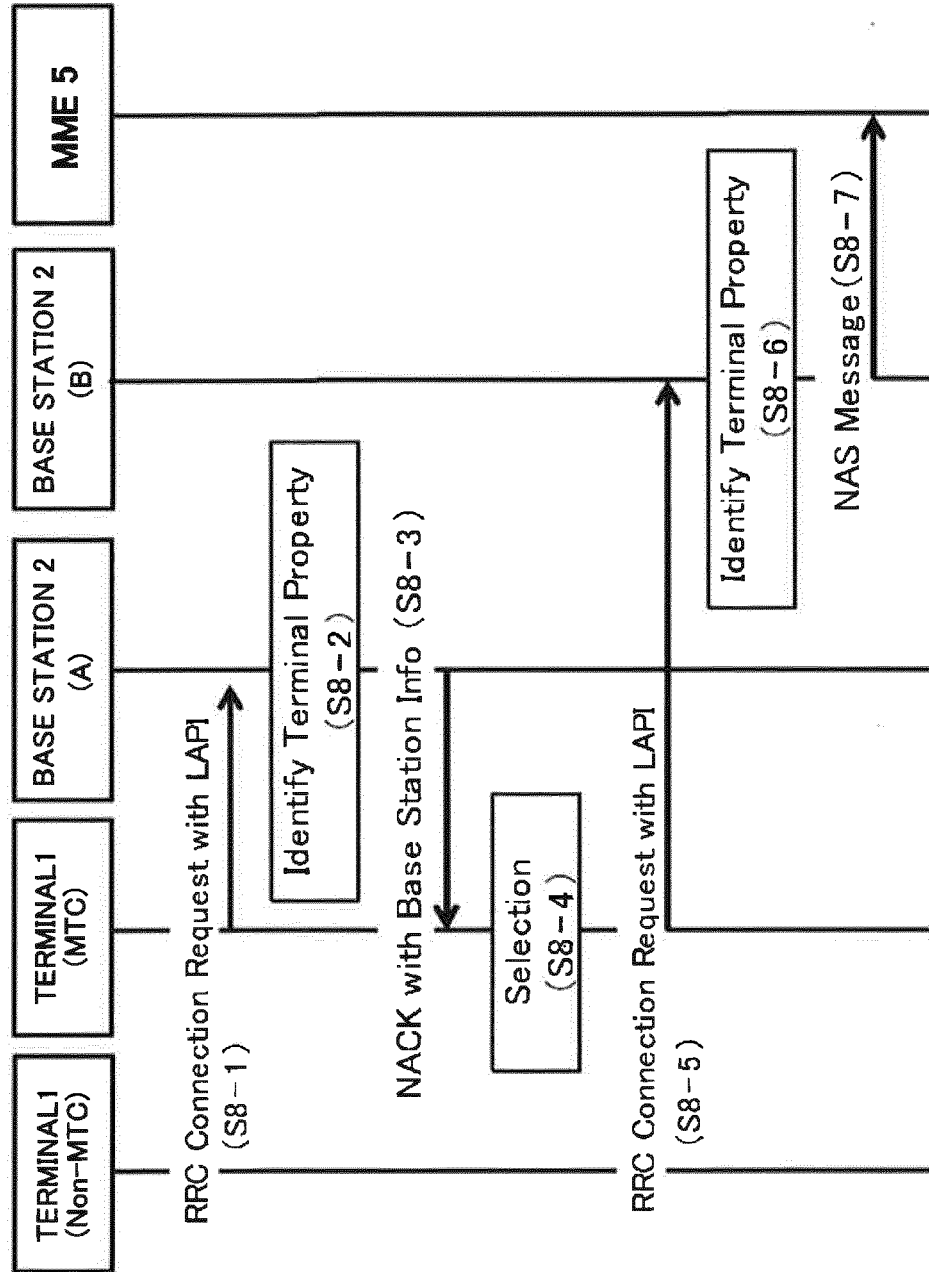 TERMINAL1
(Non-MTC)
TERMINAL1
(MTC)
BASE STATION 2
(A)
BASE STATION 2
(B)
MME 5
RRC Connection Request with LAPI
(S8-1)
Identify Terminal Property
(S8-2)
NACK with Base Station Info (S8-3)
Selection
(S8-4)
RRC Connection Request with LAPI
(S8-5)
Identify Terminal Property
(S8-6)
NAS Message(S8-7)